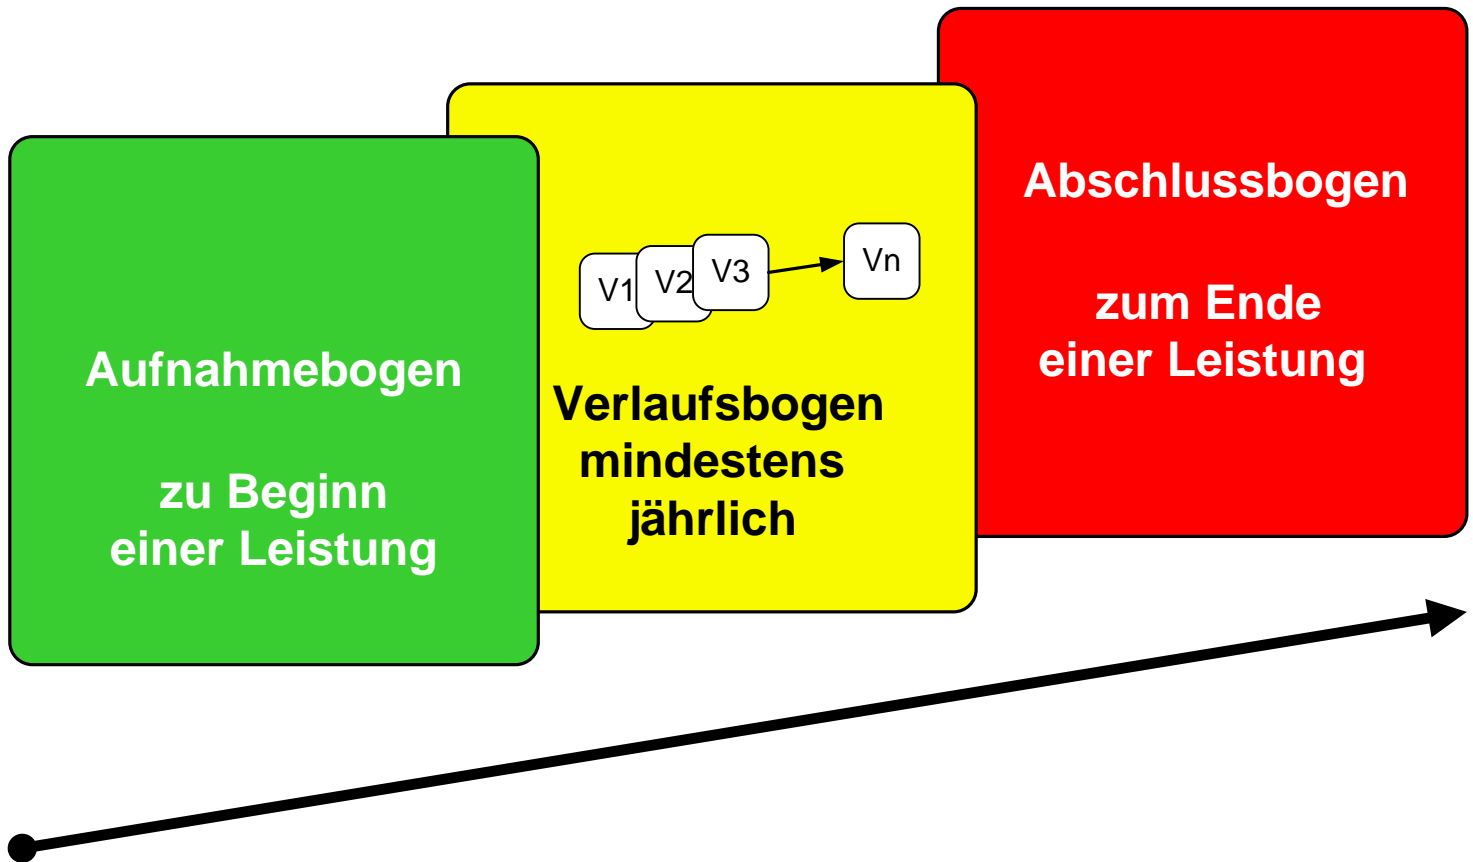 Aufnahmebogen
zu Beginn
einer Leistung
V1
V2
V3
Vn
Verlaufsbogen
mindestens
jährlich
Abschlussbogen
zum Ende
einer Leistung